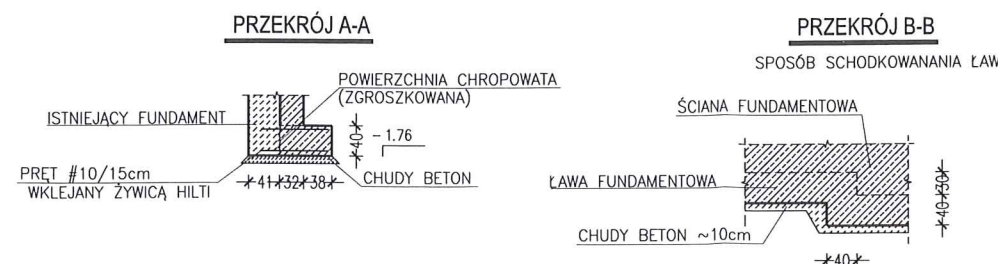 PRZEKRÓJ A-A
POWIERZCHNIA CHROPOWATA
(ZGROSZKOWANA)
ISTNIEJĄCY FUNDAMENT
40
- 1.76
PRĘT #10/15cm
WKLEJANY ŻYWICĄ HILTI
41 32 38
CHUDY BETON
PRZEKRÓJ B-B
SPOSÓB SCHODKOWANANIA ŁAW
ŚCIANA FUNDAMENTOWA
ŁAWA FUNDAMENTOWA
40 30
CHUDY BETON ~10cm
40